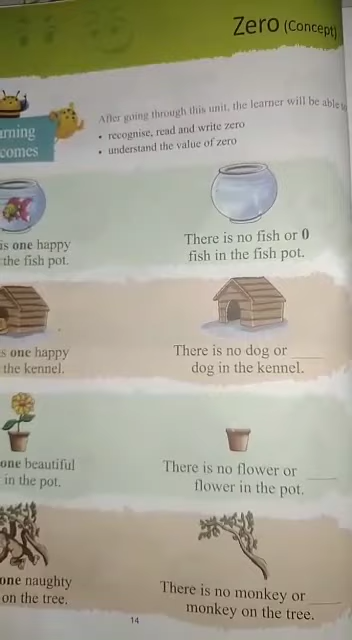 Zero (Concept)
After going through this unit, the learner will be able
• recognise, read and write zero
• understand the value of zero
is one happy
the fish pot.
There is no fish or 0
fish in the fish pot.
one happy
the kennel.
There is no dog or ____
dog in the kennel.
one beautiful
in the pot.
There is no flower or ____
flower in the pot.
one naughty
on the tree.
There is no monkey or ____
monkey on the tree.
14